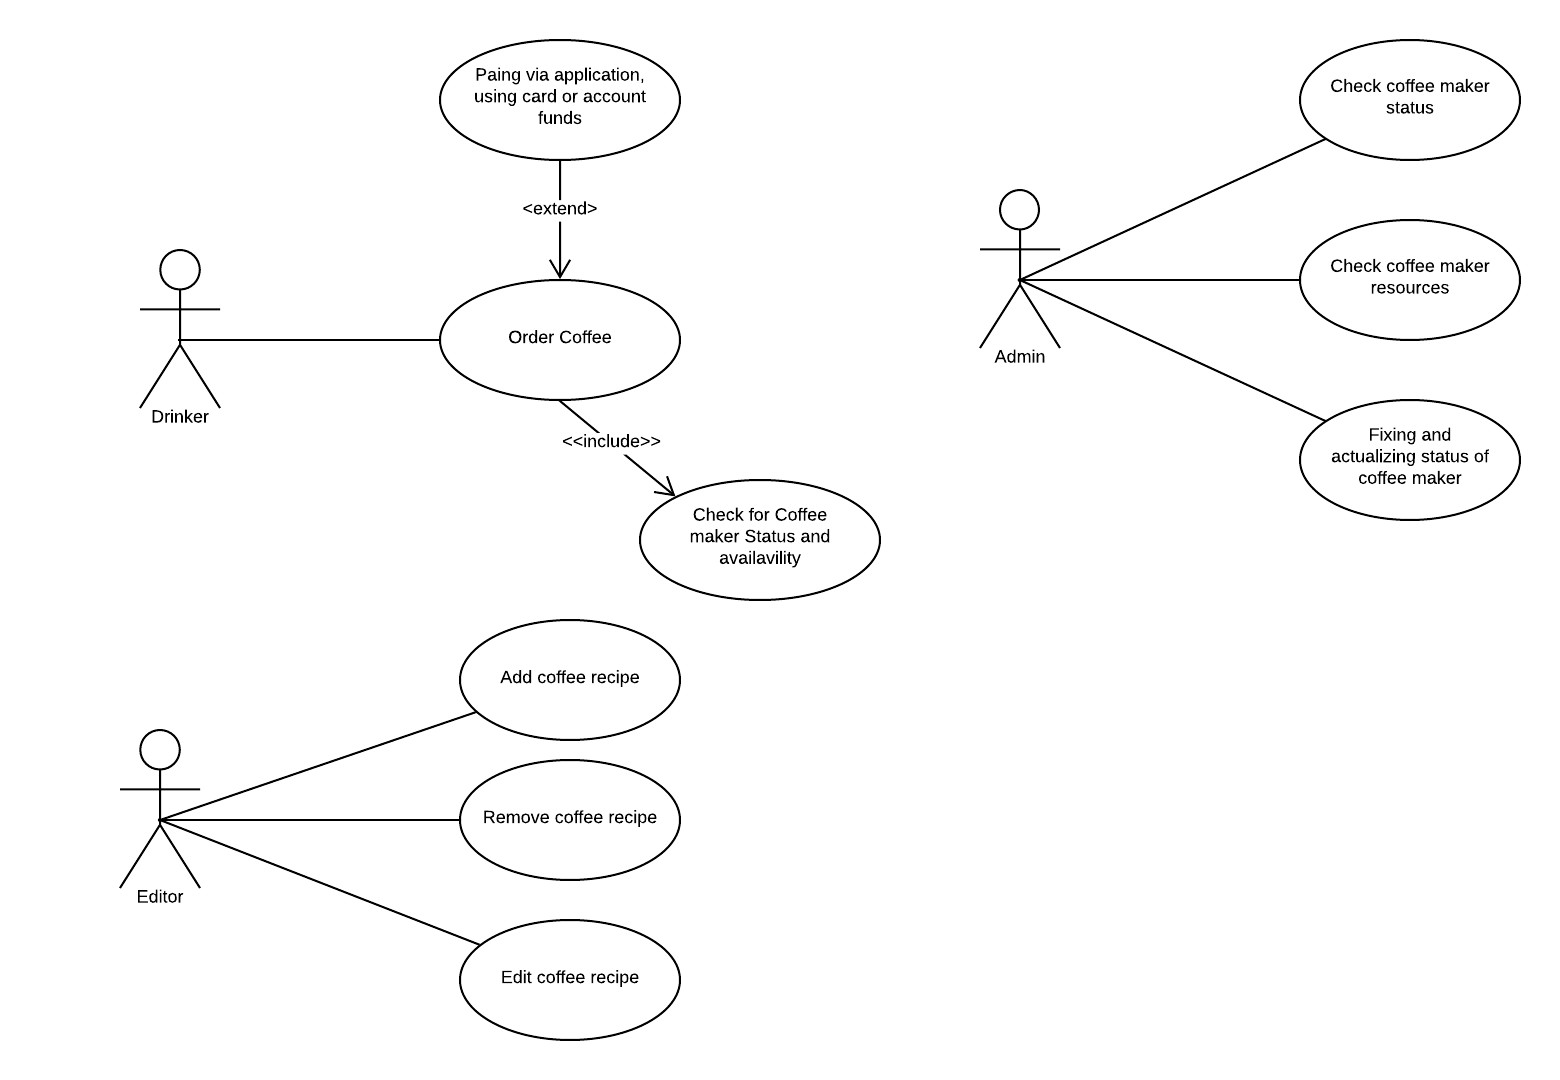 Paing via application,
using card or account
funds
<extend>
Order Coffee
Drinker
<<include>>
Check for Coffee
maker Status and
availavility
Check coffee maker
status
Check coffee maker
resources
Admin
Fixing and
actualizing status of
coffee maker
Add coffee recipe
Remove coffee recipe
Editor
Edit coffee recipe